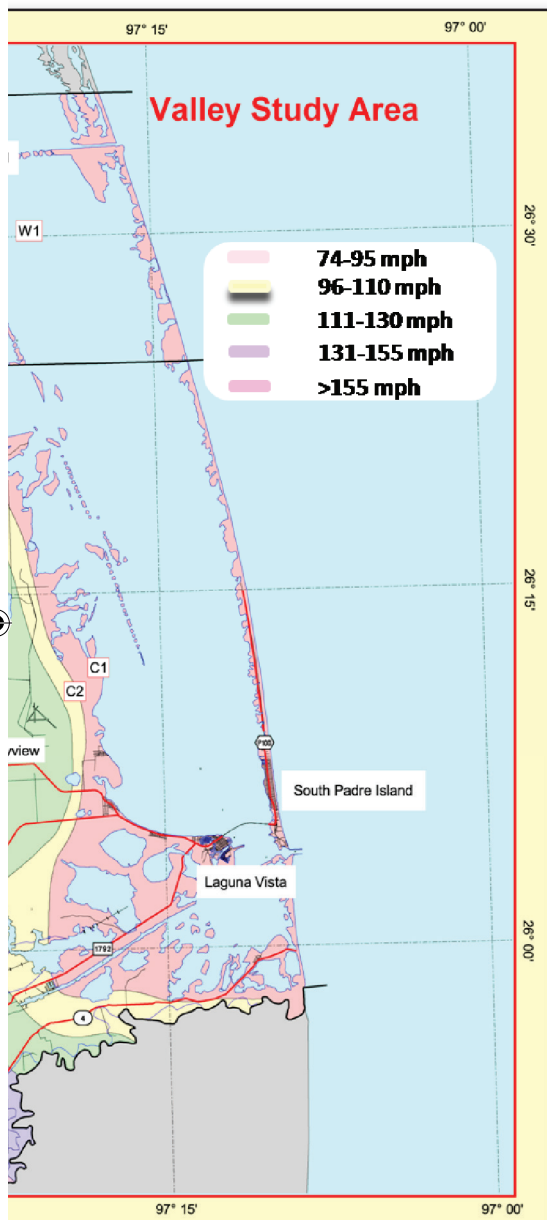 97° 15'
97° 00'
Valley Study Area
W1
26° 30'
74-95 mph
96-110 mph
111-130 mph
131-155 mph
>155 mph
26° 15'
C1
C2
P100
South Padre Island
Laguna Vista
26° 00'
1792
4
97° 15'
97° 00'